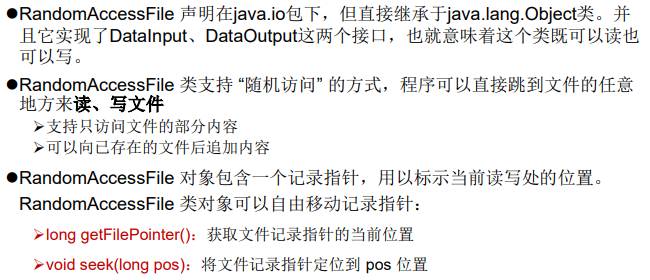 ●RandomAccessFile 声明在java.io包下，但直接继承于java.lang.Object类。并
且它实现了DataInput、DataOutput这两个接口，也就意味着这个类既可以读也
可以写。
●RandomAccessFile 类支持 “随机访问” 的方式，程序可以直接跳到文件的任意
地方来读、写文件
➢支持只访问文件的部分内容
➢可以向已存在的文件后追加内容
●RandomAccessFile 对象包含一个记录指针，用以标示当前读写处的位置。
RandomAccessFile 类对象可以自由移动记录指针：
➢long getFilePointer()：获取文件记录指针的当前位置
➢void seek(long pos)：将文件记录指针定位到 pos 位置